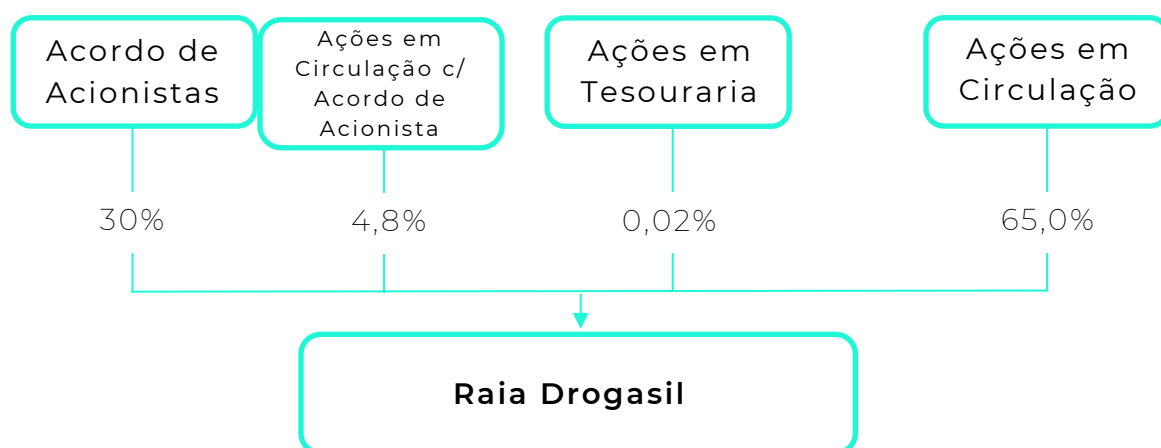 Acordo de
Acionistas
Ações em
Circulação c/
Acordo de
Acionista
Ações em
Tesouraria
Ações em
Circulação
30%
4,8%
0,02%
65,0%
Raia Drogasil